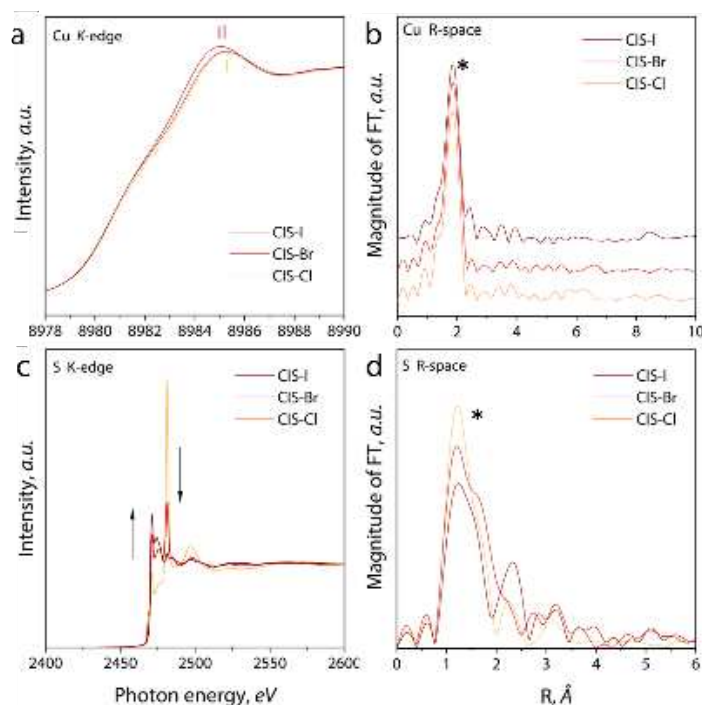 a Cu K-edge
Intensity, a.u.
CIS-I
CIS-Br
CIS-Cl
8978 8980 8982 8984 8986 8988 8990
b Cu R-space
*
CIS-I
CIS-Br
CIS-Cl
Magnitude of FT, a.u.
0 2 4 6 8 10
c S K-edge
CIS-I
CIS-Br
CIS-Cl
Intensity, a.u.
2400 2450 2500 2550 2600
Photon energy, eV
d S R-space
*
CIS-I
CIS-Br
CIS-Cl
Magnitude of FT, a.u.
0 1 2 3 4 5 6
R, Å